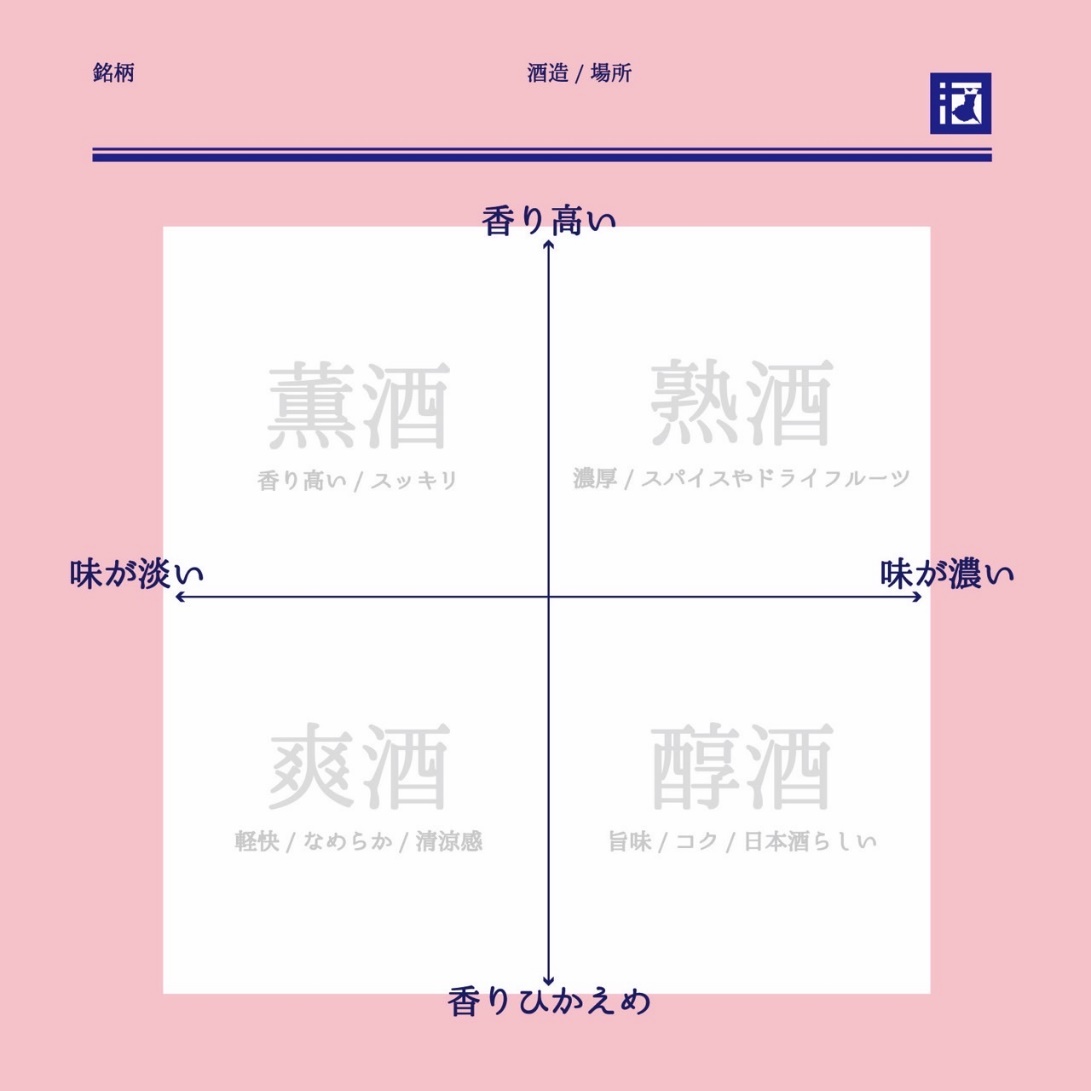 銘柄
酒造 / 場所
酒
香り高い
薫酒
香り高い / スッキリ
熟酒
濃厚 / スパイスやドライフルーツ
味が淡い
味が濃い
爽酒
軽快 / なめらか / 清涼感
醇酒
旨味 / コク / 日本酒らしい
香りひかえめ